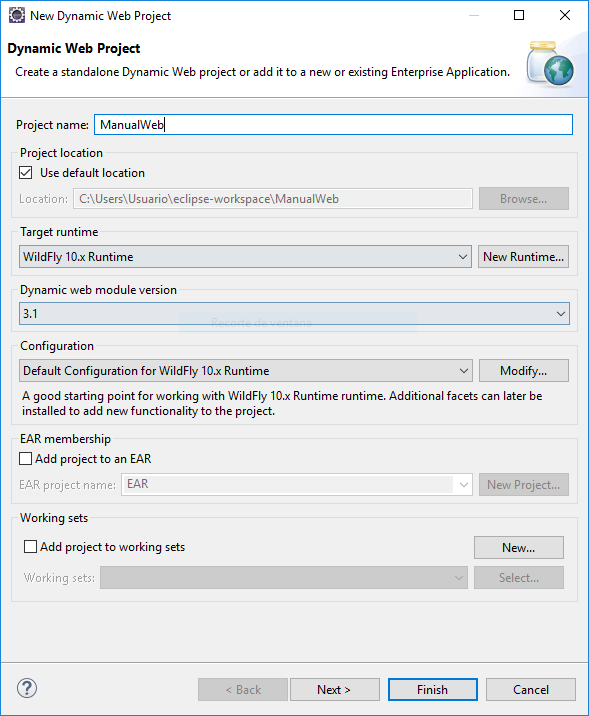 New Dynamic Web Project
Dynamic Web Project
Create a standalone Dynamic Web project or add it to a new or existing Enterprise Application.
Project name: ManualWeb
Project location
Use default location
Location: C:\Users\Usuario\eclipse-workspace\ManualWeb Browse...
Target runtime
WildFly 10.x Runtime New Runtime...
Dynamic web module version
3.1
Recorte de ventana
Configuration
Default Configuration for WildFly 10.x Runtime Modify...
A good starting point for working with WildFly 10.x Runtime runtime. Additional facets can later be
installed to add new functionality to the project.
EAR membership
Add project to an EAR
EAR project name: EAR New Project...
Working sets
Add project to working sets New...
Working sets: Select...
? < Back Next > Finish Cancel